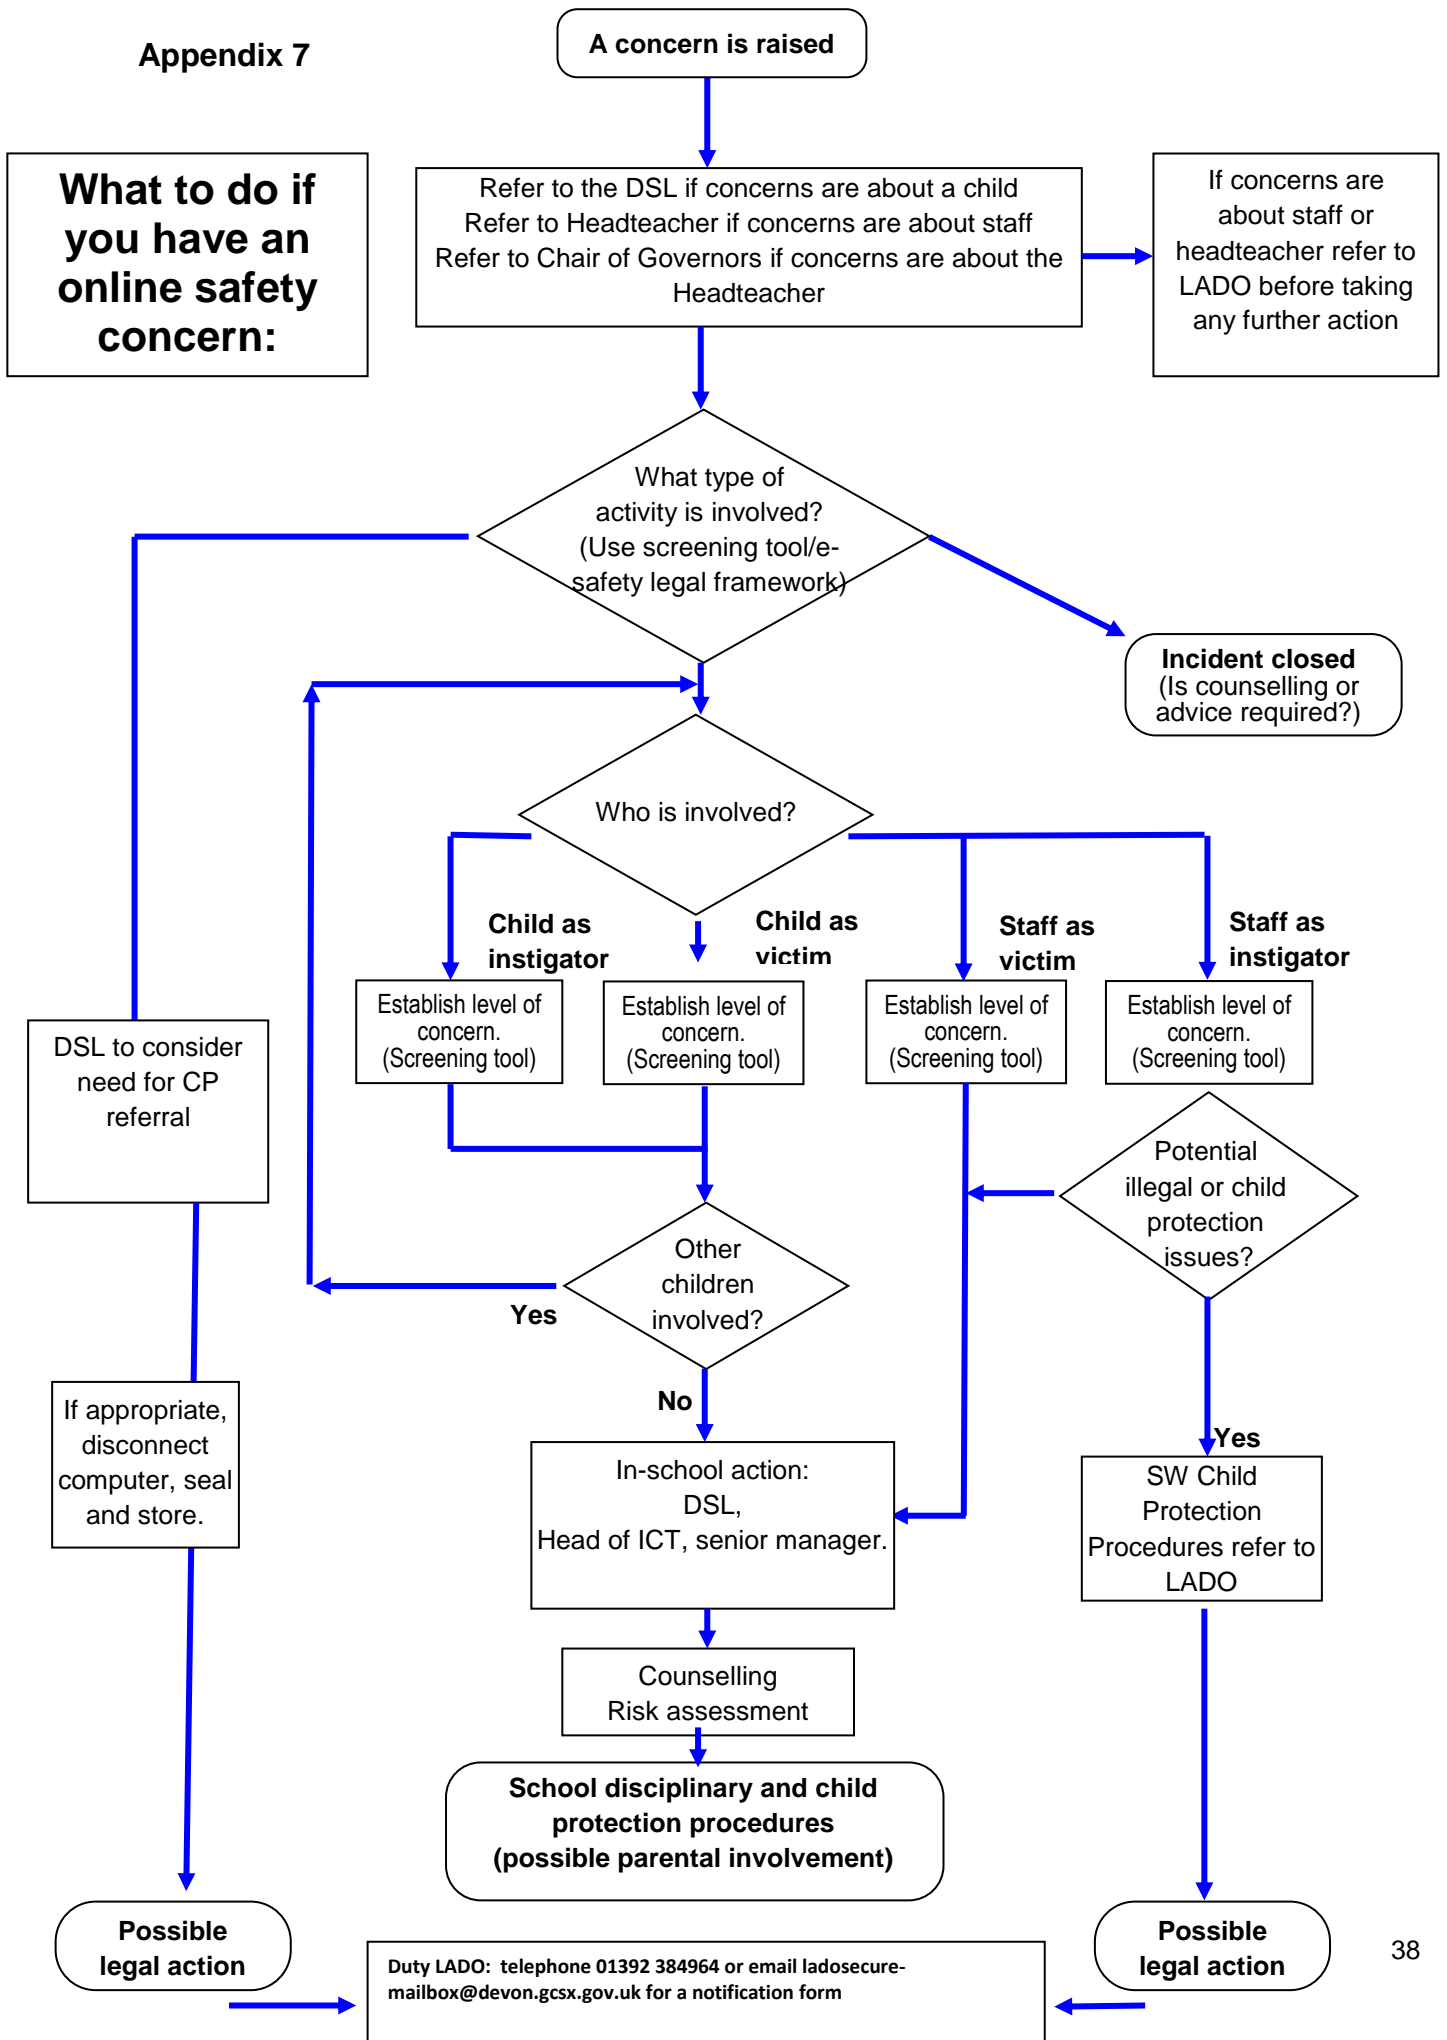 Appendix 7
A concern is raised
What to do if
you have an
online safety
concern:
Refer to the DSL if concerns are about a child
Refer to Headteacher if concerns are about staff
Refer to Chair of Governors if concerns are about the
Headteacher
If concerns are
about staff or
headteacher refer to
LADO before taking
any further action
What type of
activity is involved?
(Use screening tool/e-
safety legal framework)
Incident closed
(Is counselling or
advice required?)
Who is involved?
Child as
instigator
Child as
victim
Staff as
victim
Staff as
instigator
Establish level of
concern.
(Screening tool)
Establish level of
concern.
(Screening tool)
Establish level of
concern.
(Screening tool)
Establish level of
concern.
(Screening tool)
DSL to consider
need for CP
referral
Potential
illegal or child
protection
issues?
Other
children
involved?
Yes
No
If appropriate,
disconnect
computer, seal
and store.
In-school action:
DSL,
Head of ICT, senior manager.
Yes
SW Child
Protection
Procedures refer to
LADO
Counselling
Risk assessment
School disciplinary and child
protection procedures
(possible parental involvement)
Possible
legal action
Possible
legal action
Duty LADO:  telephone 01392 384964 or email ladosecure-
mailbox@devon.gcsx.gov.uk for a notification form
38